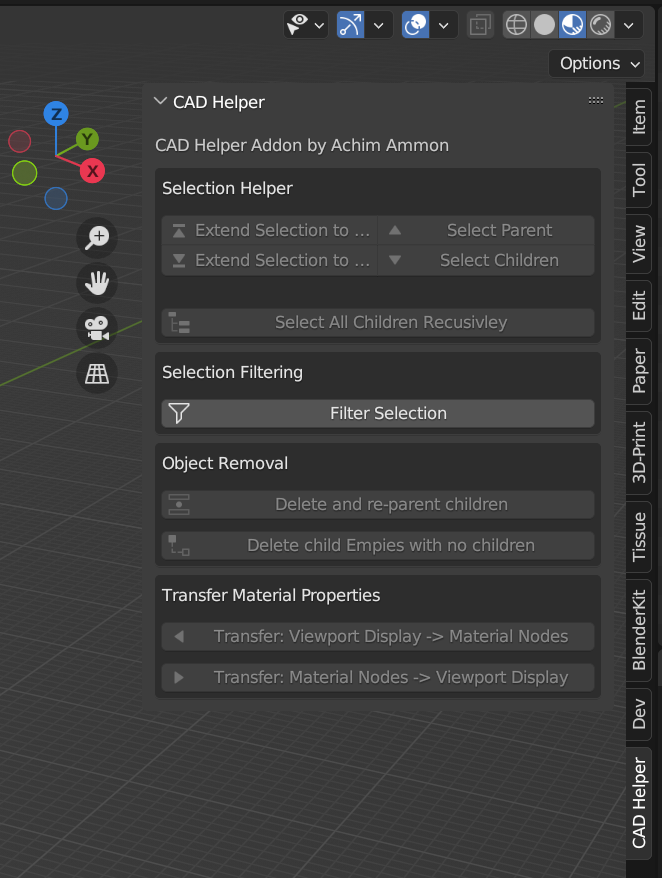 Options
CAD Helper
CAD Helper Addon by Achim Ammon
Selection Helper
Extend Selection to ...
Select Parent
Extend Selection to ...
Select Children
Select All Children Recusivley
Selection Filtering
Filter Selection
Object Removal
Delete and re-parent children
Delete child Empies with no children
Transfer Material Properties
Transfer: Viewport Display -> Material Nodes
Transfer: Material Nodes -> Viewport Display
Z
Y
X
Item
Tool
View
Edit
Paper
3D-Print
Tissue
BlenderKit
Dev
CAD Helper